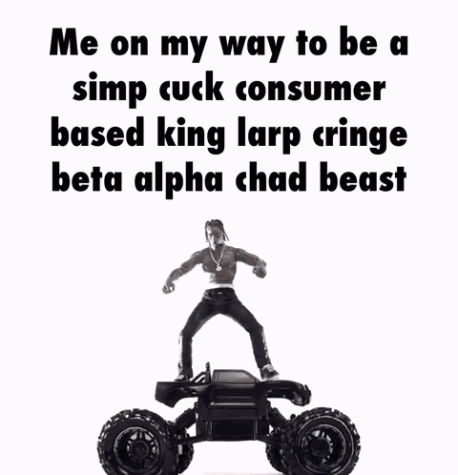 Me on my way to be a
simp cuck consumer
based king larp cringe
beta alpha chad beast